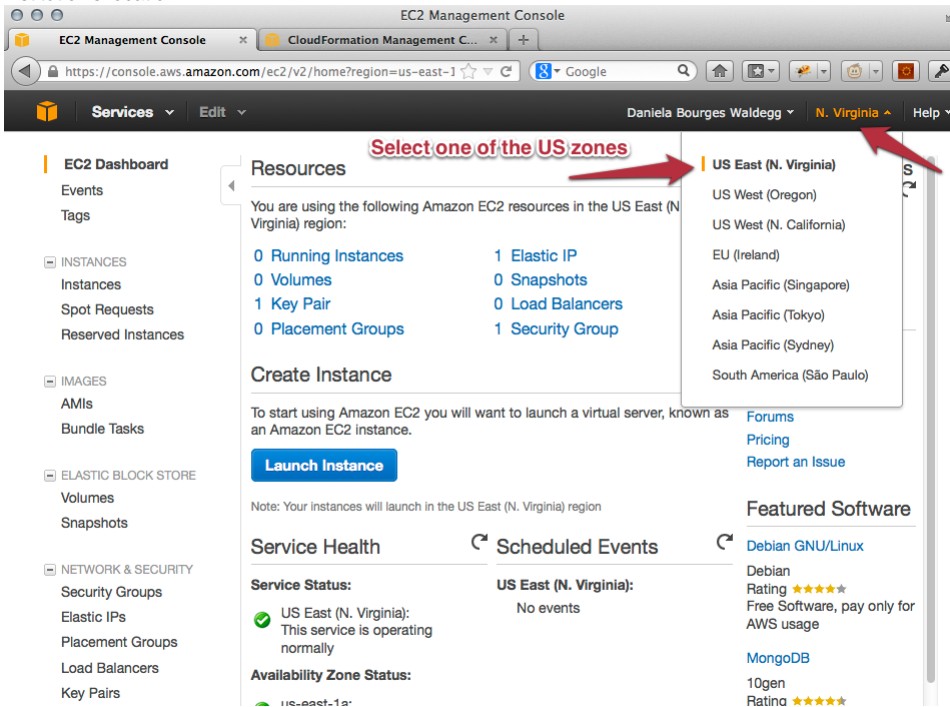 EC2 Management Console
EC2 Management Console
CloudFormation Management C...
https://console.aws.amazon.com/ec2/v2/home?region=us-east-1
Google
Services
Edit
Daniela Bourges Waldegg
N. Virginia
Help
Select one of the US zones
US East (N. Virginia)
US West (Oregon)
US West (N. California)
EU (Ireland)
Asia Pacific (Singapore)
Asia Pacific (Tokyo)
Asia Pacific (Sydney)
South America (São Paulo)
EC2 Dashboard
Events
Tags
INSTANCES
Instances
Spot Requests
Reserved Instances
IMAGES
AMIs
Bundle Tasks
ELASTIC BLOCK STORE
Volumes
Snapshots
NETWORK & SECURITY
Security Groups
Elastic IPs
Placement Groups
Load Balancers
Key Pairs
Resources
You are using the following Amazon EC2 resources in the US East (N
Virginia) region:
0 Running Instances
1 Elastic IP
0 Volumes
0 Snapshots
1 Key Pair
0 Load Balancers
0 Placement Groups
1 Security Group
Create Instance
To start using Amazon EC2 you will want to launch a virtual server, known as
an Amazon EC2 instance.
Launch Instance
Note: Your instances will launch in the US East (N. Virginia) region
Service Health
Service Status:
US East (N. Virginia):
This service is operating
normally
Availability Zone Status:
us-east-1a:
Scheduled Events
US East (N. Virginia):
No events
Forums
Pricing
Report an Issue
Featured Software
Debian GNU/Linux
Debian
Rating
Free Software, pay only for
AWS usage
MongoDB
10gen
Rating